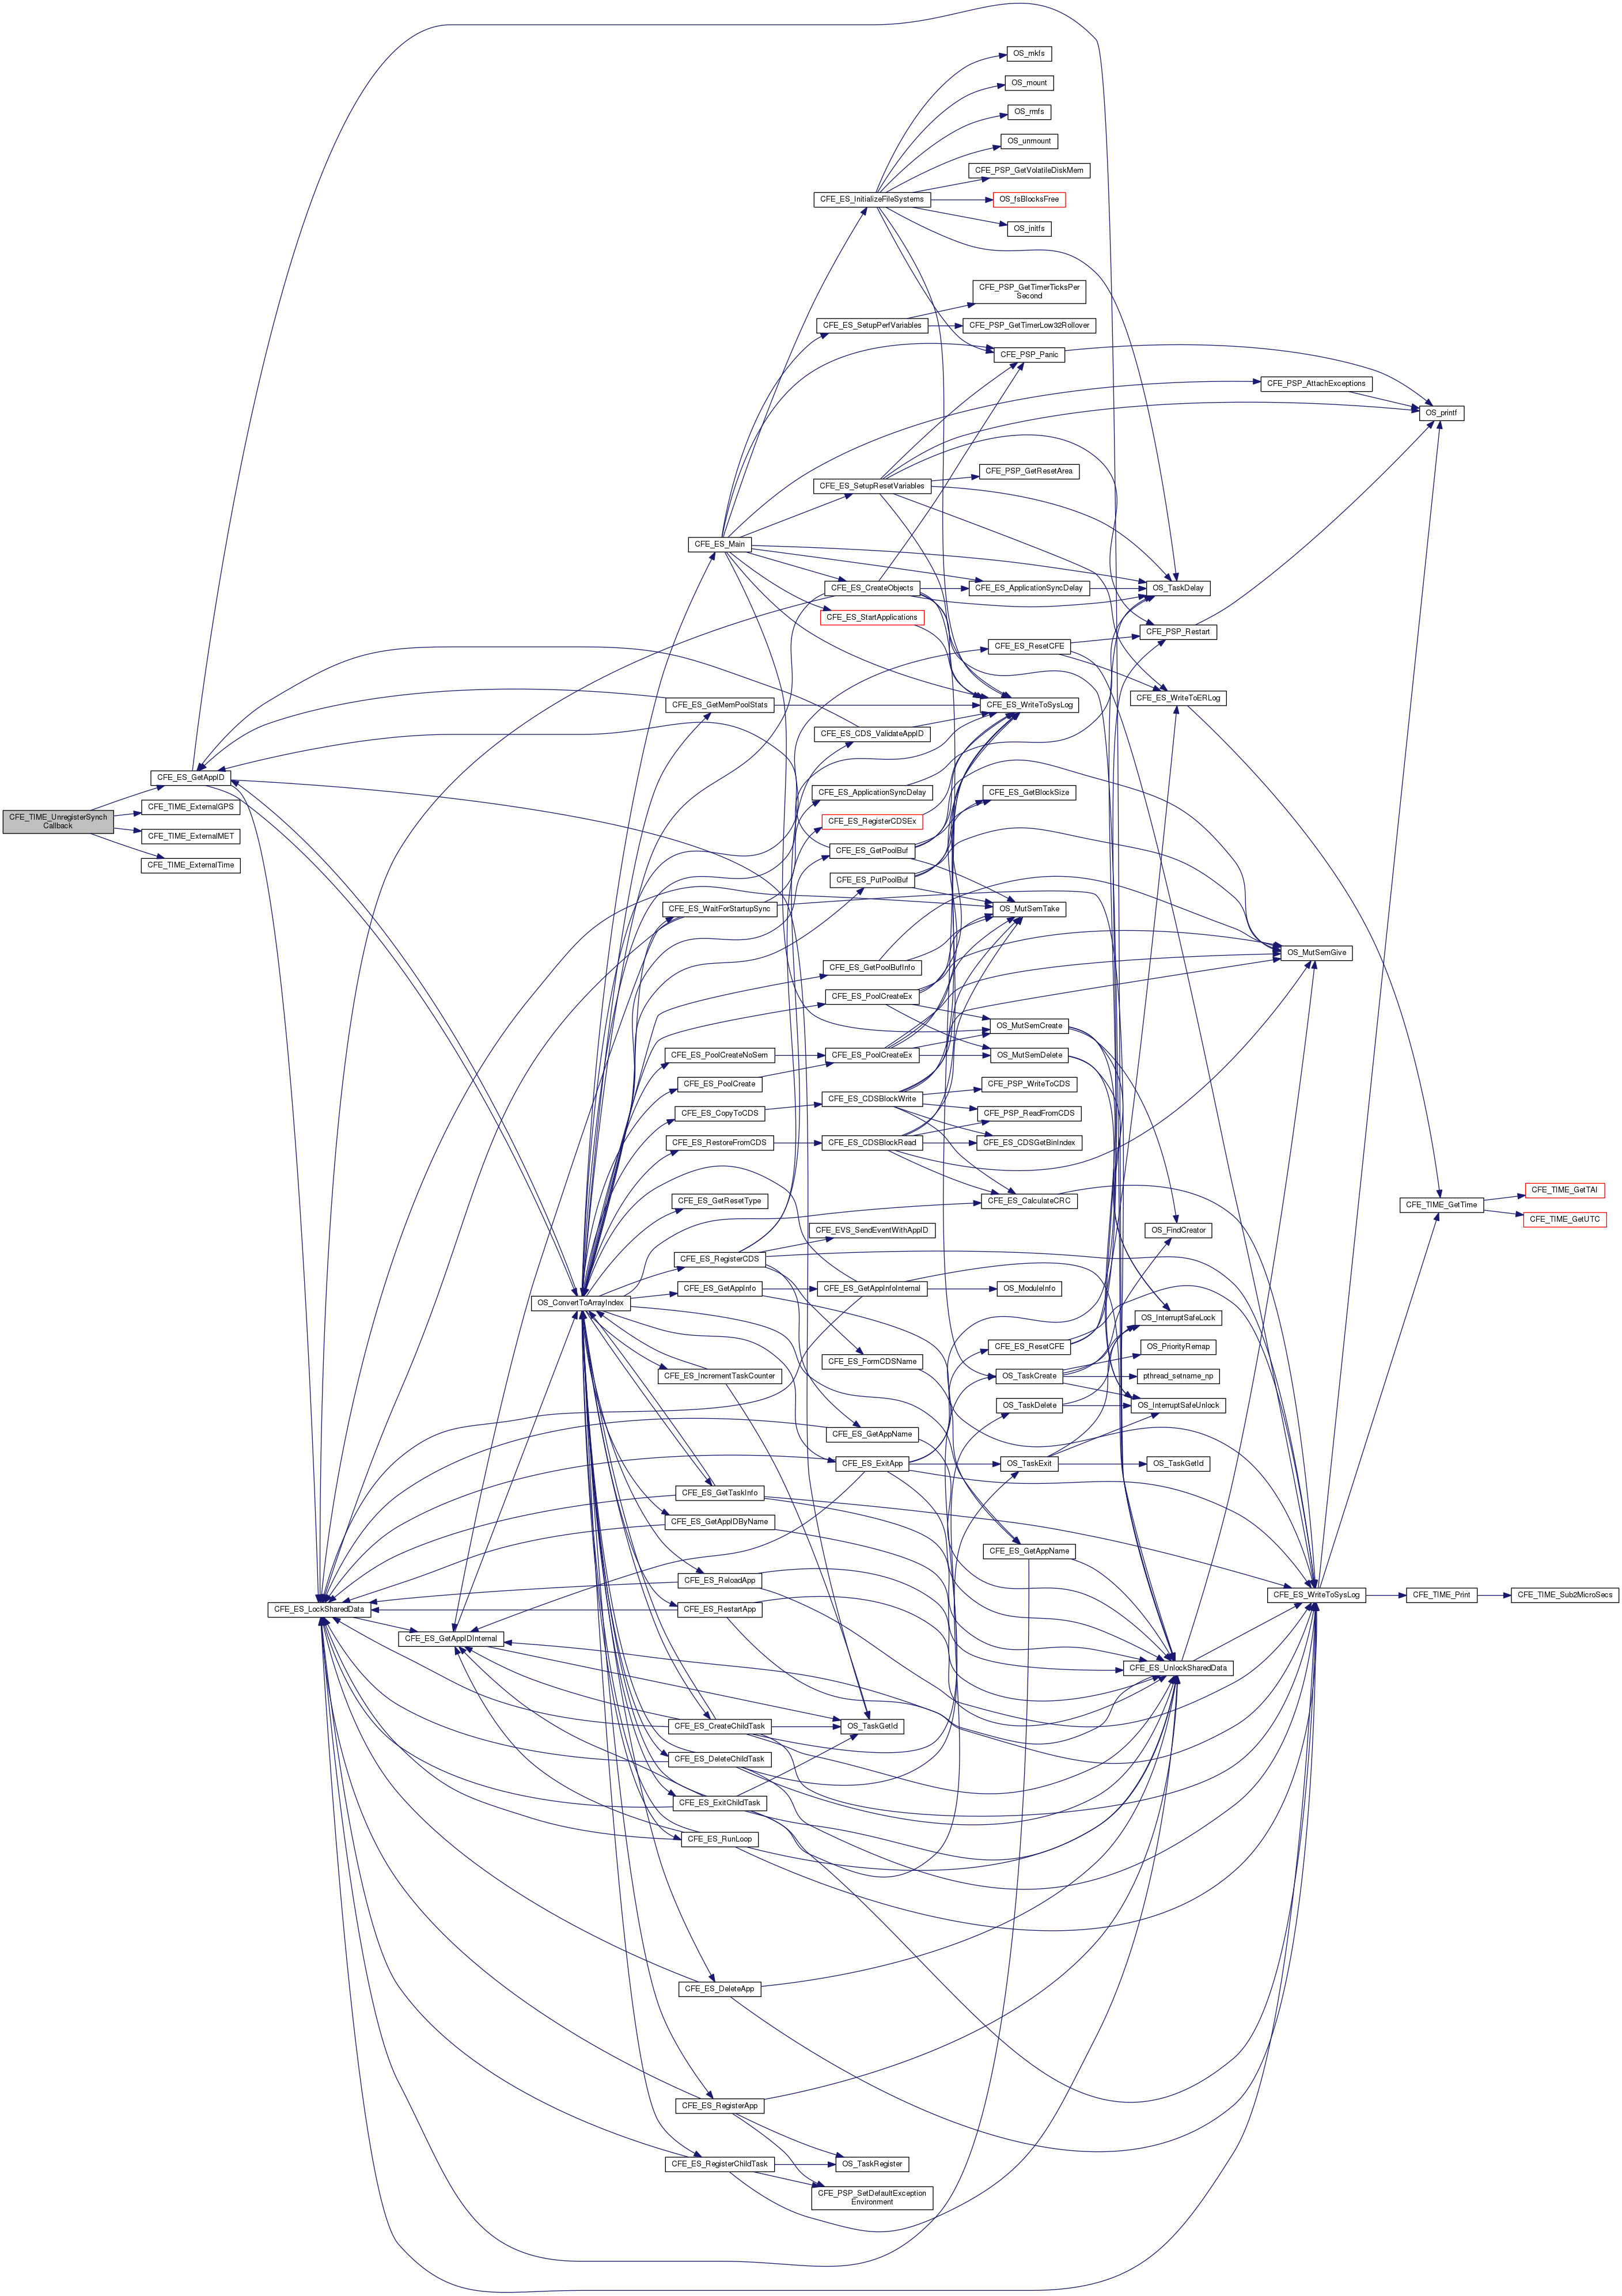 OS_mkfs
OS_mount
OS_rmfs
OS_unmount
CFE_PSP_GetVolatileDiskMem
CFE_ES_InitializeFileSystems
OS_fsBlocksFree
OS_initfs
CFE_PSP_GetTimerTicksPer
Second
CFE_ES_SetupPerfVariables
CFE_PSP_GetTimerLow32Rollover
CFE_PSP_Panic
CFE_PSP_AttachExceptions
OS_printf
CFE_PSP_GetResetArea
CFE_ES_SetupResetVariables
CFE_ES_Main
CFE_ES_CreateObjects
CFE_ES_ApplicationSyncDelay
OS_TaskDelay
CFE_ES_StartApplications
CFE_PSP_Restart
CFE_ES_ResetCFE
CFE_ES_WriteToERLog
CFE_ES_GetMemPoolStats
CFE_ES_WriteToSysLog
CFE_ES_CDS_ValidateAppID
CFE_ES_GetAppID
CFE_ES_ApplicationSyncDelay
CFE_ES_GetBlockSize
CFE_TIME_ExternalGPS
CFE_TIME_UnregisterSynch
Callback
CFE_ES_RegisterCDSEx
CFE_TIME_ExternalMET
CFE_ES_GetPoolBuf
CFE_TIME_ExternalTime
CFE_ES_PutPoolBuf
CFE_ES_WaitForStartupSync
OS_MutSemTake
OS_MutSemGive
CFE_ES_GetPoolBufInfo
CFE_ES_PoolCreateEx
OS_MutSemCreate
CFE_ES_PoolCreateNoSem
CFE_ES_PoolCreateEx
OS_MutSemDelete
CFE_ES_PoolCreate
CFE_PSP_WriteToCDS
CFE_ES_CDSBlockWrite
CFE_ES_CopyToCDS
CFE_PSP_ReadFromCDS
CFE_ES_RestoreFromCDS
CFE_ES_CDSBlockRead
CFE_ES_CDSGetBinIndex
CFE_TIME_GetTAI
CFE_ES_GetResetType
CFE_ES_CalculateCRC
CFE_TIME_GetTime
CFE_TIME_GetUTC
CFE_EVS_SendEventWithAppID
OS_FindCreator
CFE_ES_RegisterCDS
CFE_ES_GetAppInfo
CFE_ES_GetAppInfoInternal
OS_ModuleInfo
OS_ConvertToArrayIndex
OS_InterruptSafeLock
CFE_ES_ResetCFE
OS_PriorityRemap
CFE_ES_FormCDSName
CFE_ES_IncrementTaskCounter
OS_TaskCreate
pthread_setname_np
OS_TaskDelete
OS_InterruptSafeUnlock
CFE_ES_GetAppName
CFE_ES_ExitApp
OS_TaskExit
OS_TaskGetId
CFE_ES_GetTaskInfo
CFE_ES_GetAppIDByName
CFE_ES_GetAppName
CFE_ES_ReloadApp
CFE_ES_WriteToSysLog
CFE_TIME_Print
CFE_TIME_Sub2MicroSecs
CFE_ES_LockSharedData
CFE_ES_RestartApp
CFE_ES_GetAppIDInternal
CFE_ES_UnlockSharedData
CFE_ES_CreateChildTask
OS_TaskGetId
CFE_ES_DeleteChildTask
CFE_ES_ExitChildTask
CFE_ES_RunLoop
CFE_ES_DeleteApp
CFE_ES_RegisterApp
CFE_ES_RegisterChildTask
OS_TaskRegister
CFE_PSP_SetDefaultException
Environment